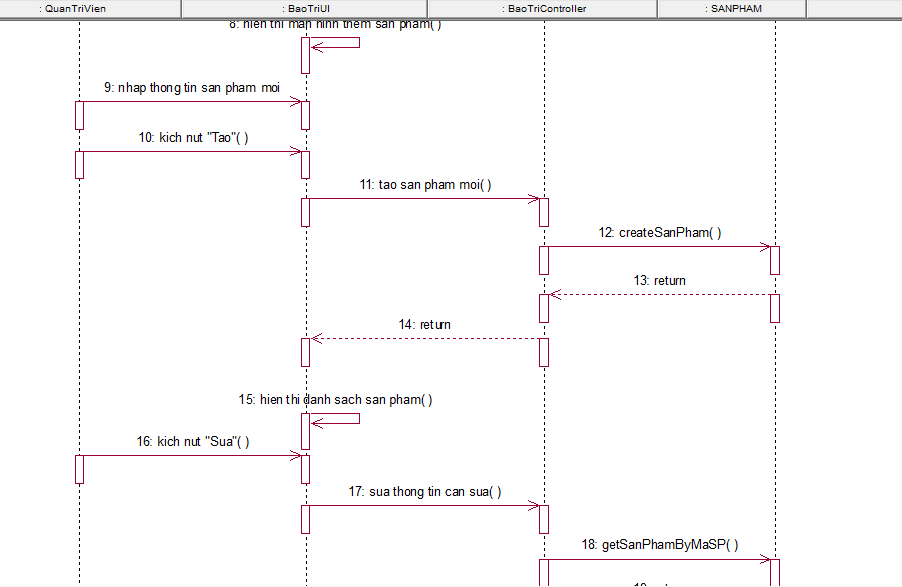 : QuanTriVien
: BaoTriUI
: BaoTriController
: SANPHAM
8: hien thi man hinh them san pham( )
9: nhap thong tin san pham moi
10: kich nut "Tao"( )
11: tao san pham moi( )
12: createSanPham( )
13: return
14: return
15: hien thi danh sach san pham( )
16: kich nut "Sua"( )
17: sua thong tin can sua( )
18: getSanPhamByMaSP( )